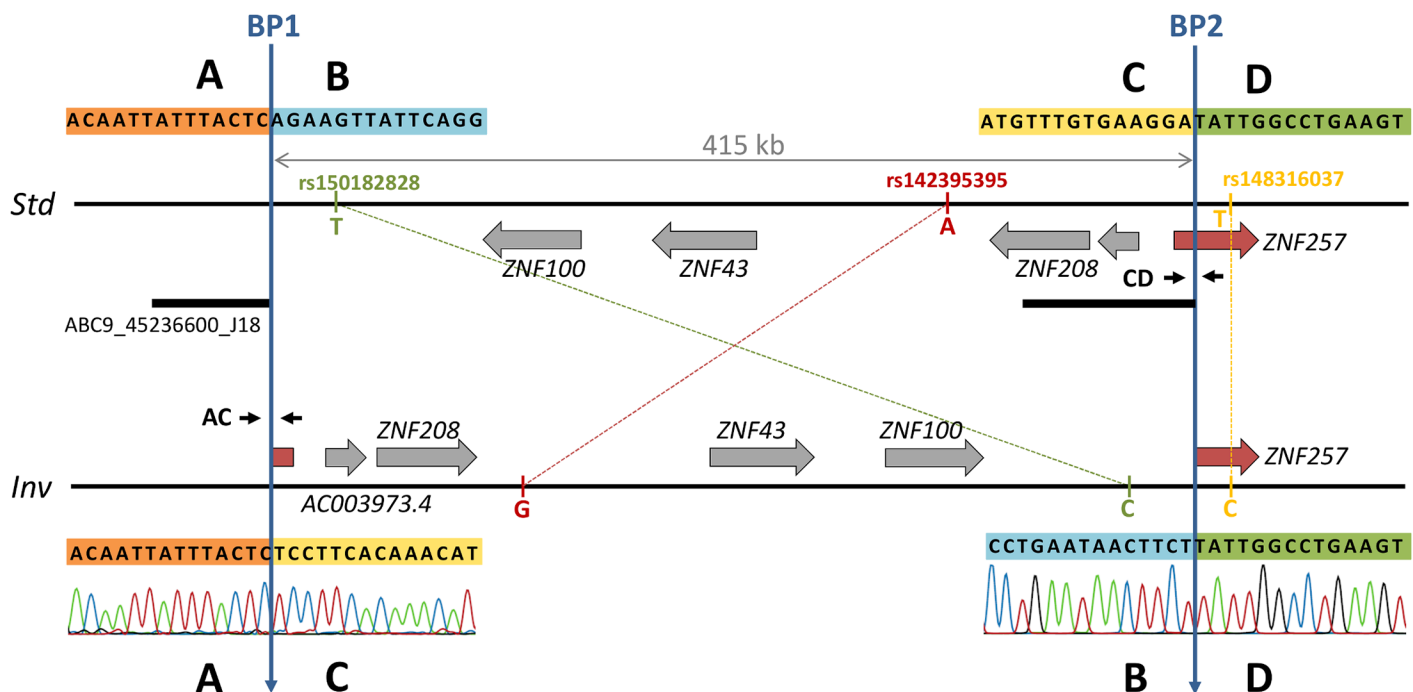 BP1 BP2
A B C D
ACAATTATTTACTCAGAAGTTATTCAGG ATGTTTGTGAAGGATATTGGCCTGAAGT
415 kb
rs150182828 rs142395395 rs148316037
Std
T A T
ZNF100 ZNF43 ZNF208 ZNF257
CD
ABC9_45236600_J18
AC
ZNF208 ZNF43 ZNF100 ZNF257
Inv
AC003973.4 G C C
ACAATTATTTACTCTCCTTCACAAACAT CCTGAATAACTTCTTATTGGCCTGAAGT
A C B D